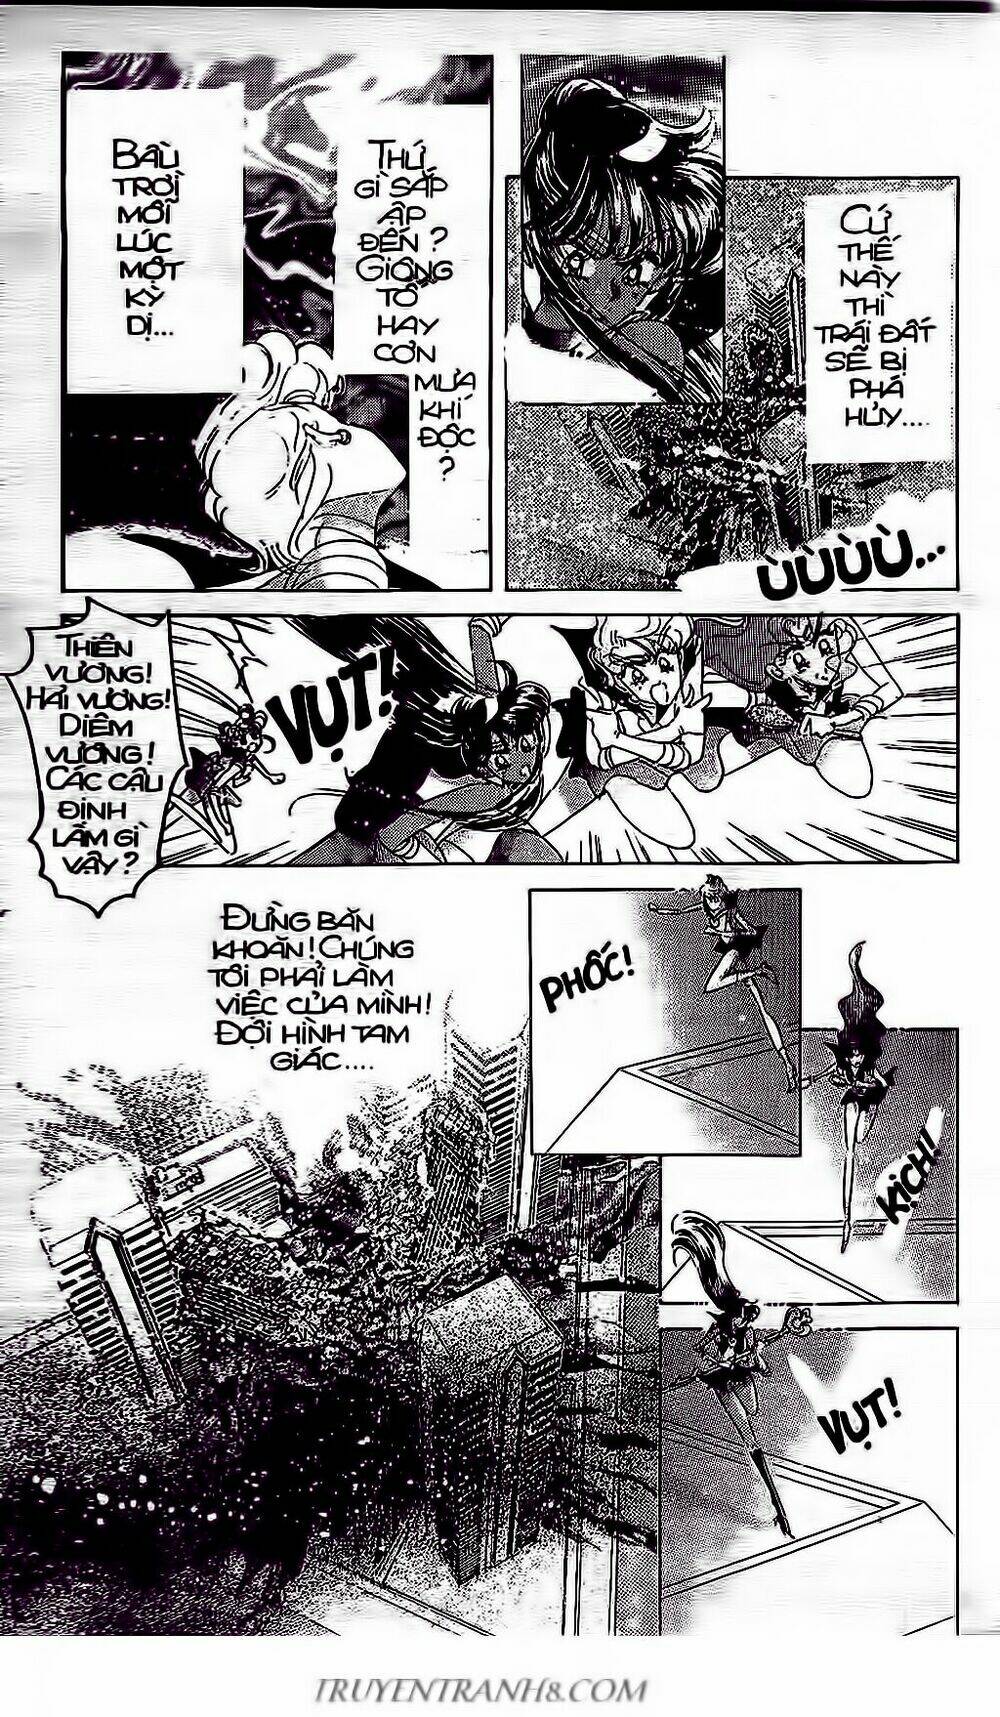 BẦU
TRỜI
MỖI
LÚC
MỘT
KỲ
DỊ...
THỨ
GÌ SẮP
ẬP
ĐẾN?
GIÔNG
TỐ
HAY
CƠN
MƯA
KHÍ
ĐỘC
?
CỨ
THẾ
NÀY
THÌ
TRÁI ĐẤT
SẼ BỊ
PHÁ
HỦY....
ÙÙÙÙÙ...
THIÊN
VƯƠNG!
HẢI VƯƠNG!
DIÊM
VƯƠNG!
CÁC CẬU
ĐỊNH
LÀM GÌ
VẬY?
VỤT!
ĐỪNG BĂN
KHOĂN! CHÚNG
TÔI PHẢI LÀM
VIỆC CỦA MÌNH!
ĐỘI HÌNH TAM
GIÁC....
PHỐC!
KỊCH!
VỤT!
TRUYENTRANH8.COM